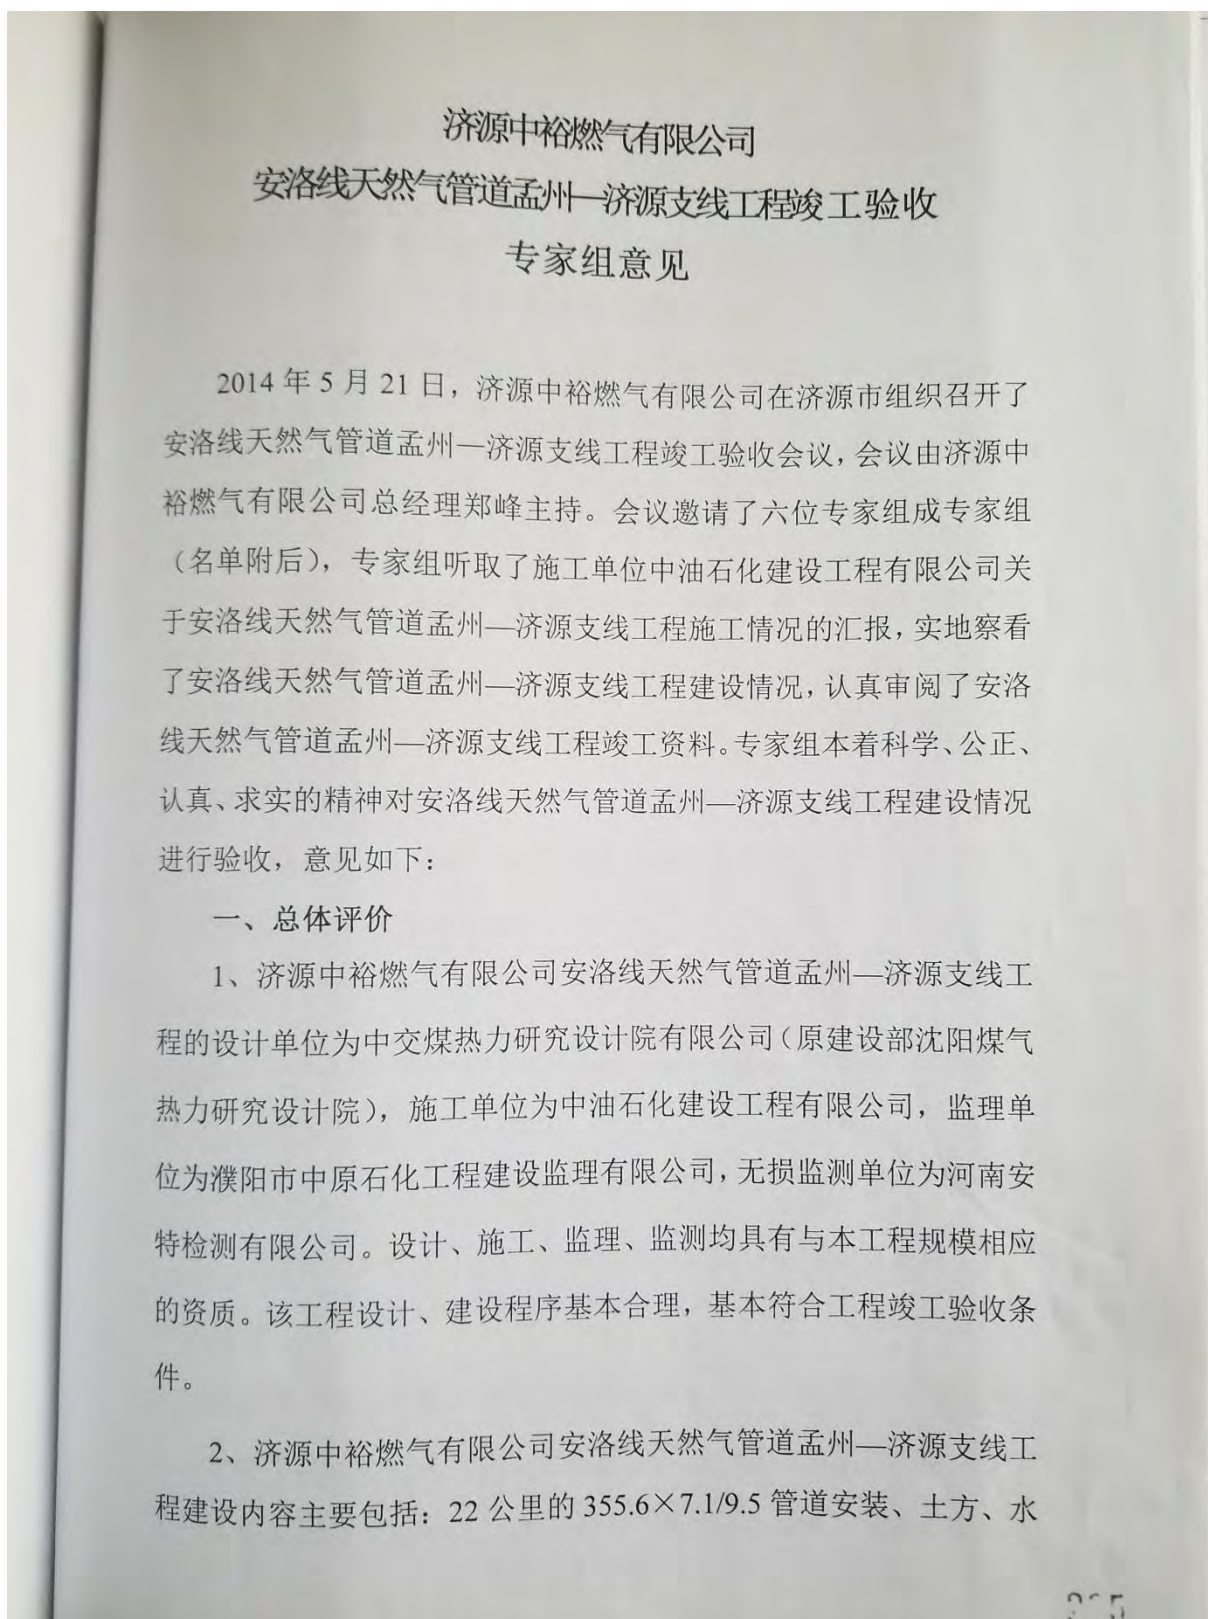 济源中裕燃气有限公司
安洛线天然气管道孟州—济源支线工程竣工验收
专家组意见
2014 年 5 月 21 日，济源中裕燃气有限公司在济源市组织召开了
安洛线天然气管道孟州—济源支线工程竣工验收会议，会议由济源中
裕燃气有限公司总经理郑峰主持。会议邀请了六位专家组成专家组
（名单附后），专家组听取了施工单位中油石化建设工程有限公司关
于安洛线天然气管道孟州—济源支线工程施工情况的汇报，实地察看
了安洛线天然气管道孟州—济源支线工程建设情况，认真审阅了安洛
线天然气管道孟州—济源支线工程竣工资料。专家组本着科学、公正、
认真、求实的精神对安洛线天然气管道孟州—济源支线工程建设情况
进行验收，意见如下：
一、总体评价
1、济源中裕燃气有限公司安洛线天然气管道孟州—济源支线工
程的设计单位为中交煤热力研究设计院有限公司（原建设部沈阳煤气
热力研究设计院），施工单位为中油石化建设工程有限公司，监理单
位为濮阳市中原石化工程建设监理有限公司，无损监测单位为河南安
特检测有限公司。设计、施工、监理、监测均具有与本工程规模相应
的资质。该工程设计、建设程序基本合理，基本符合工程竣工验收条
件。
2、济源中裕燃气有限公司安洛线天然气管道孟州—济源支线工
程建设内容主要包括：22 公里的 355.6×7.1/9.5 管道安装、土方、水